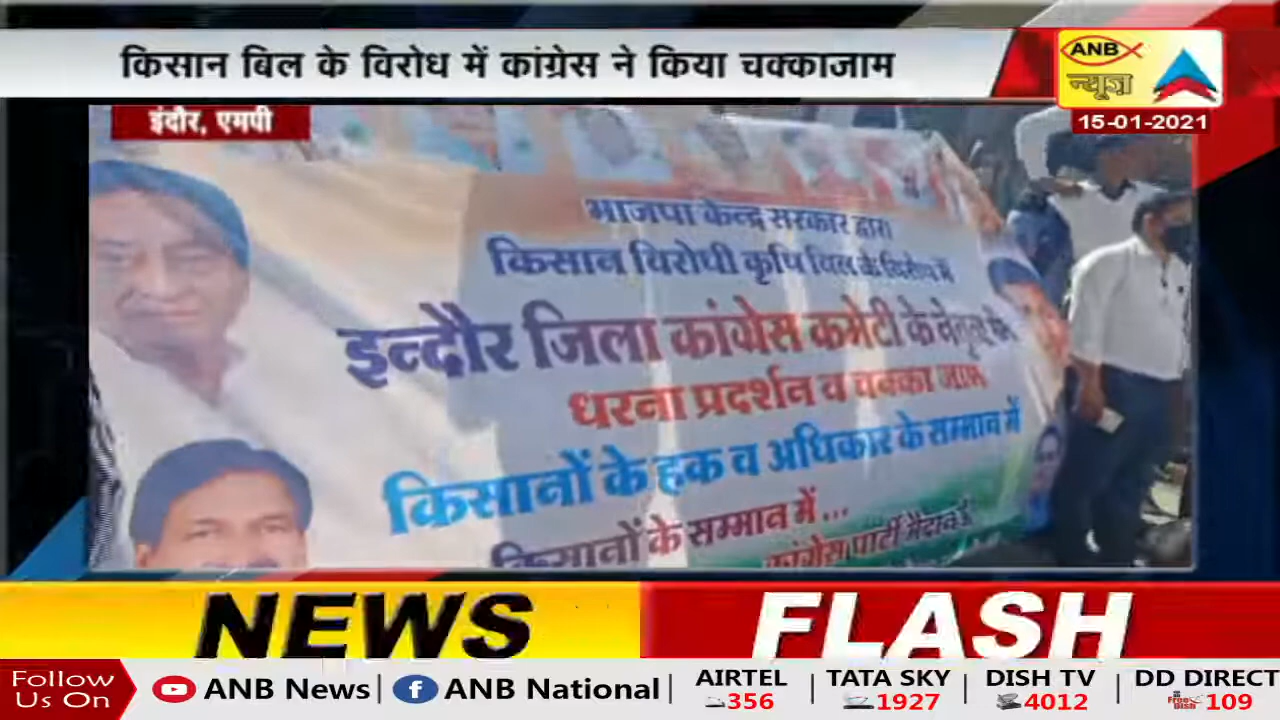 किसान बिल के विरोध में कांग्रेस ने किया चक्काजाम
ANB
न्यूज़
15-01-2021
इंदौर, एमपी
भाजपा केन्द्र सरकार द्वारा
किसान विरोधी कृषि बिल के विरोध में
इन्दौर जिला कांग्रेस कमेटी के नेतृत्व में
धरना प्रदर्शन व चक्का जाम
किसानों के हक व अधिकार के सम्मान में
किसानों के सम्मान में...
कांग्रेस पार्टी मैदान में
NEWS FLASH
Follow Us On
ANB News
ANB National
AIRTEL 356
TATA SKY 1927
DISH TV 4012
DD DIRECT Free Dish 109